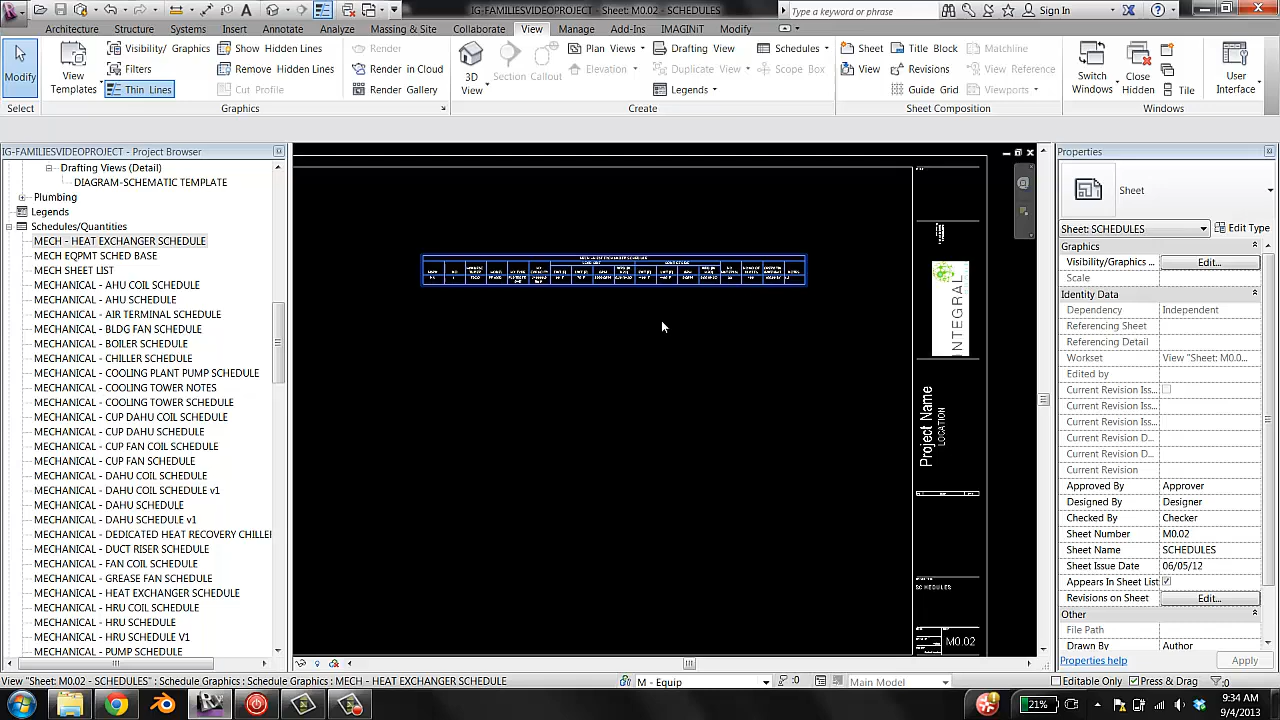 IG-FAMILIESVIDEOPROJECT - Sheet: M0.02 - SCHEDULES
Type a keyword or phrase
Sign In
Architecture Structure Systems Insert Annotate Analyze Massing & Site Collaborate View Manage Add-Ins IMAGINiT Modify
Modify
View Templates
Visibility/ Graphics
Filters
Thin Lines
Show Hidden Lines
Remove Hidden Lines
Cut Profile
Render
Render in Cloud
Render Gallery
3D View
Section
Callout
Plan Views
Elevation
Drafting View
Duplicate View
Legends
Schedules
Scope Box
Sheet
View
Title Block
Revisions
Guide Grid
Matchline
View Reference
Viewports
Switch Windows
Close Hidden
Tile
User Interface
Select Graphics Create Sheet Composition Windows
IG-FAMILIESVIDEOPROJECT - Project Browser
Drafting Views (Detail)
DIAGRAM-SCHEMATIC TEMPLATE
Plumbing
Legends
Schedules/Quantities
MECH - HEAT EXCHANGER SCHEDULE
MECH EQPMT SCHED BASE
MECH SHEET LIST
MECHANICAL - AHU COIL SCHEDULE
MECHANICAL - AHU SCHEDULE
MECHANICAL - AIR TERMINAL SCHEDULE
MECHANICAL - BLDG FAN SCHEDULE
MECHANICAL - BOILER SCHEDULE
MECHANICAL - CHILLER SCHEDULE
MECHANICAL - COOLING PLANT PUMP SCHEDULE
MECHANICAL - COOLING TOWER NOTES
MECHANICAL - COOLING TOWER SCHEDULE
MECHANICAL - CUP DAHU COIL SCHEDULE
MECHANICAL - CUP DAHU SCHEDULE
MECHANICAL - CUP FAN COIL SCHEDULE
MECHANICAL - CUP FAN SCHEDULE
MECHANICAL - DAHU COIL SCHEDULE
MECHANICAL - DAHU COIL SCHEDULE v1
MECHANICAL - DAHU SCHEDULE
MECHANICAL - DAHU SCHEDULE v1
MECHANICAL - DEDICATED HEAT RECOVERY CHILLER
MECHANICAL - DUCT RISER SCHEDULE
MECHANICAL - FAN COIL SCHEDULE
MECHANICAL - GREASE FAN SCHEDULE
MECHANICAL - HEAT EXCHANGER SCHEDULE
MECHANICAL - HRU COIL SCHEDULE
MECHANICAL - HRU SCHEDULE
MECHANICAL - HRU SCHEDULE V1
MECHANICAL - PUMP SCHEDULE
INTEGRAL
Project Name
LOCATION
SCHEDULES
M0.02
Properties
Sheet
Sheet: SCHEDULES Edit Type
Graphics
Visibility/Graphics ... Edit...
Scale
Identity Data
Dependency Independent
Referencing Sheet
Referencing Detail
Workset View "Sheet: M0.0...
Edited by
Current Revision Iss...
Current Revision Iss...
Current Revision Iss...
Current Revision D...
Current Revision D...
Current Revision
Approved By Approver
Designed By Designer
Checked By Checker
Sheet Number M0.02
Sheet Name SCHEDULES
Sheet Issue Date 06/05/12
Appears In Sheet List
Revisions on Sheet Edit...
Other
File Path
Drawn By Author
Properties help Apply
View "Sheet: M0.02 - SCHEDULES" : Schedule Graphics : Schedule Graphics : MECH - HEAT EXCHANGER SCHEDULE
M - Equip
:0
Main Model
Editable Only Press & Drag :0
21%
9:34 AM
9/4/2013